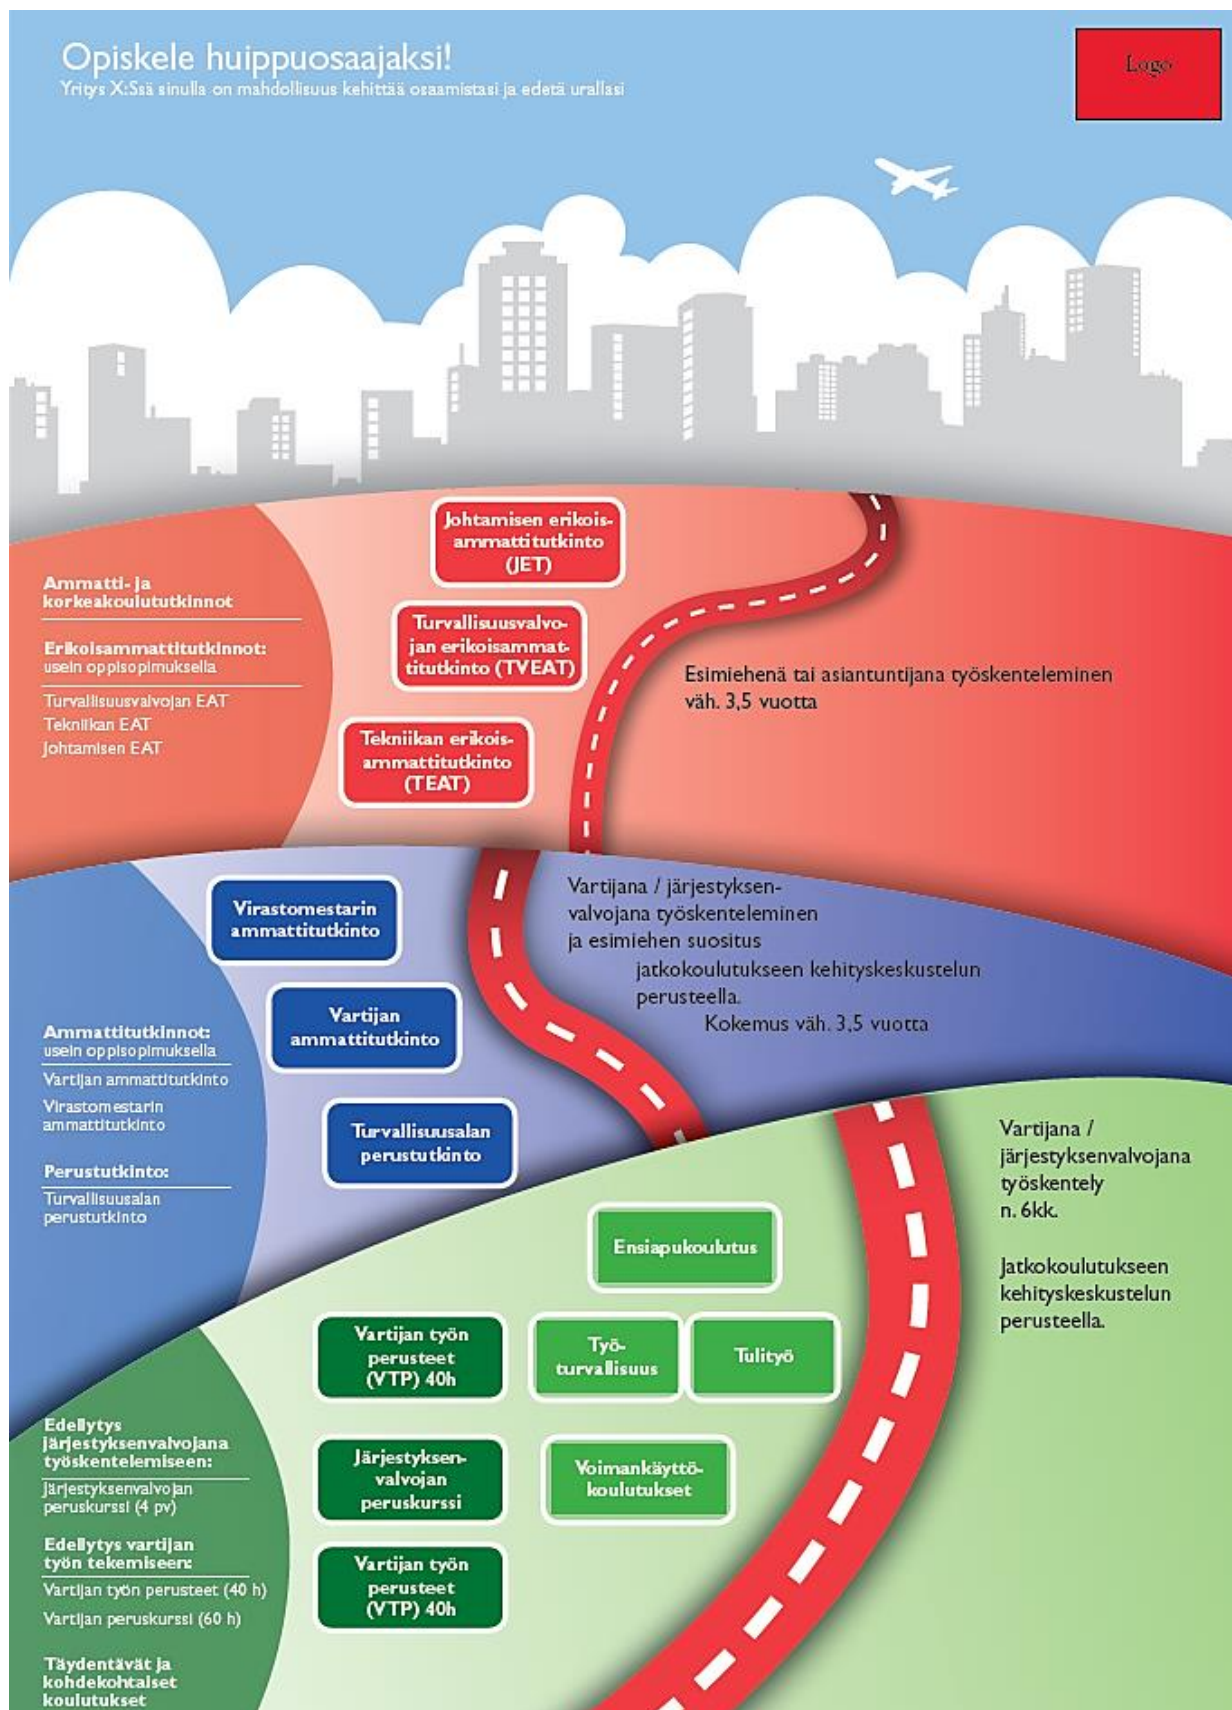 Opiskele huippuosaajaksi!
Yritys X:Ssä sinulla on mahdollisuus kehittää osaamistasi ja edetä urallasi
Logo
Johtamisen erikois-
ammattitutkinto
(JET)
Turvallisuusvalvo-
jan erikoisammat-
titutkinto (TVEAT)
Tekniikan erikois-
ammattitutkinto
(TEAT)
Ammatti- ja
korkeakoulututkinnot
Erikoisammattitutkinnot:
usein oppisopimuksella
Turvallisuusvalvojan EAT
Tekniikan EAT
Johtamisen EAT
Esimiehenä tai asiantuntijana työskenteleminen
väh. 3,5 vuotta
Virastomestarin
ammattitutkinto
Vartijan
ammattitutkinto
Turvallisuusalan
perustutkinto
Vartijana / järjestyksen-
valvojana työskenteleminen
ja esimiehen suositus
jatkokoulutukseen kehityskeskustelun
perusteella.
Kokemus väh. 3,5 vuotta
Ammattitutkinnot:
usein oppisopimuksella
Vartijan ammattitutkinto
Virastomestarin
ammattitutkinto
Perustutkinto:
Turvallisuusalan
perustutkinto
Vartijana /
järjestyksenvalvojana
työskentely
n. 6kk.
Jatkokoulutukseen
kehityskeskustelun
perusteella.
Ensiapukoulutus
Vartijan työn
perusteet
(VTP) 40h
Työ-
turvallisuus
Tulityö
Järjestyksen-
valvojan
peruskurssi
Voimankäyttö-
koulutukset
Vartijan työn
perusteet
(VTP) 40h
Edellytys
järjestyksenvalvojana
työskentelemiseen:
Järjestyksenvalvojan
peruskurssi (4 pv)
Edellytys vartijan
työn tekemiseen:
Vartijan työn perusteet (40 h)
Vartijan peruskurssi (60 h)
Täydentävät ja
kohdekohtaiset
koulutukset